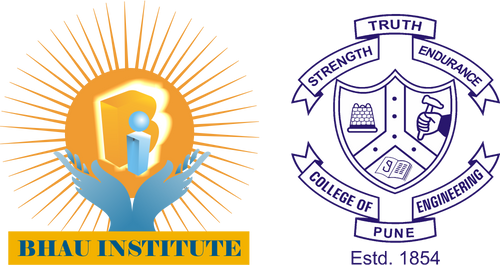 B
i
BHAU INSTITUTE
TRUTH
STRENGTH
ENDURANCE
COLLEGE OF
ENGINEERING
PUNE
Estd. 1854